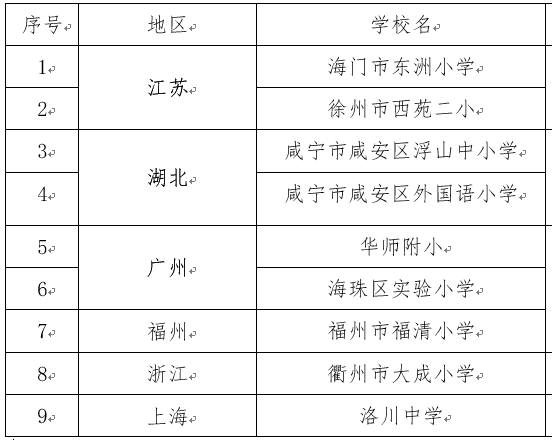 序号 地区 学校名
1 江苏 海门市东洲小学
2 徐州市西苑二小
3 湖北 咸宁市咸安区浮山中小学
4 咸宁市咸安区外国语小学
5 广州 华师附小
6 海珠区实验小学
7 福州 福州市福清小学
8 浙江 衢州市大成小学
9 上海 洛川中学